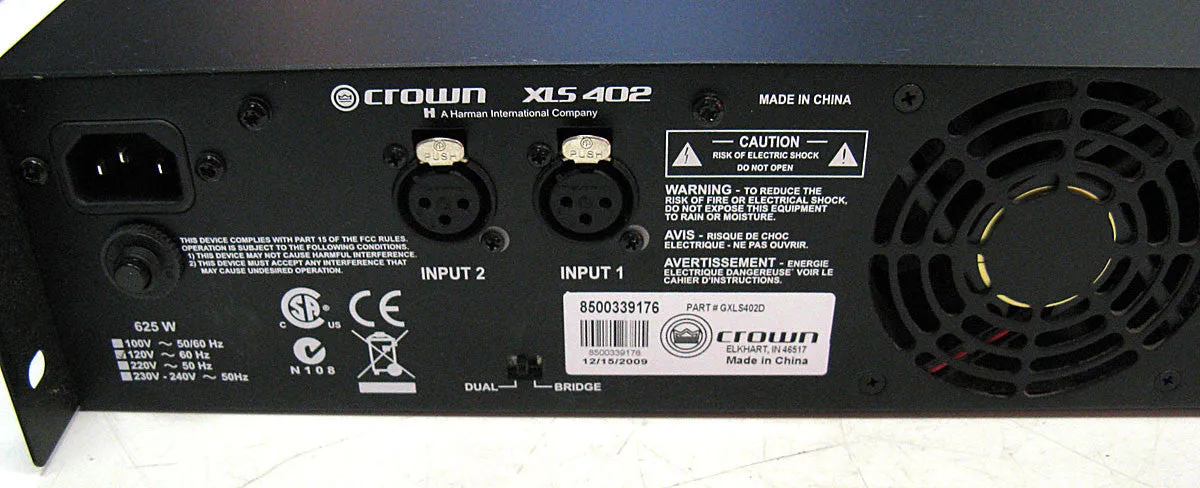 crown XLS 402
H A Harman International Company
MADE IN CHINA
CAUTION
RISK OF ELECTRIC SHOCK
DO NOT OPEN
WARNING - TO REDUCE THE
RISK OF FIRE OR ELECTRICAL SHOCK,
DO NOT EXPOSE THIS EQUIPMENT
TO RAIN OR MOISTURE.
AVIS - RISQUE DE CHOC
ELECTRIQUE - NE PAS OUVRIR.
AVERTISSEMENT - ENERGIE
ELECTRIQUE DANGEREUSE' VOIR LE
CAHIER D'INSTRUCTIONS.
PUSH
PUSH
INPUT 2
INPUT 1
THIS DEVICE COMPLIES WITH PART 15 OF THE FCC RULES.
OPERATION IS SUBJECT TO THE FOLLOWING CONDITIONS.
1) THIS DEVICE MAY NOT CAUSE HARMFUL INTERFERENCE.
2) THIS DEVICE MUST ACCEPT ANY INTERFERENCE THAT
MAY CAUSE UNDESIRED OPERATION.
625 W
100V ~ 50/60 Hz
120V ~ 60 Hz
220V ~ 50 Hz
230V - 240V ~ 50Hz
C SA US
CE
N108
DUAL
BRIDGE
8500339176
PART # GXLS402D
8500339176
12/15/2009
crown
ELKHART, IN 46517
Made in China